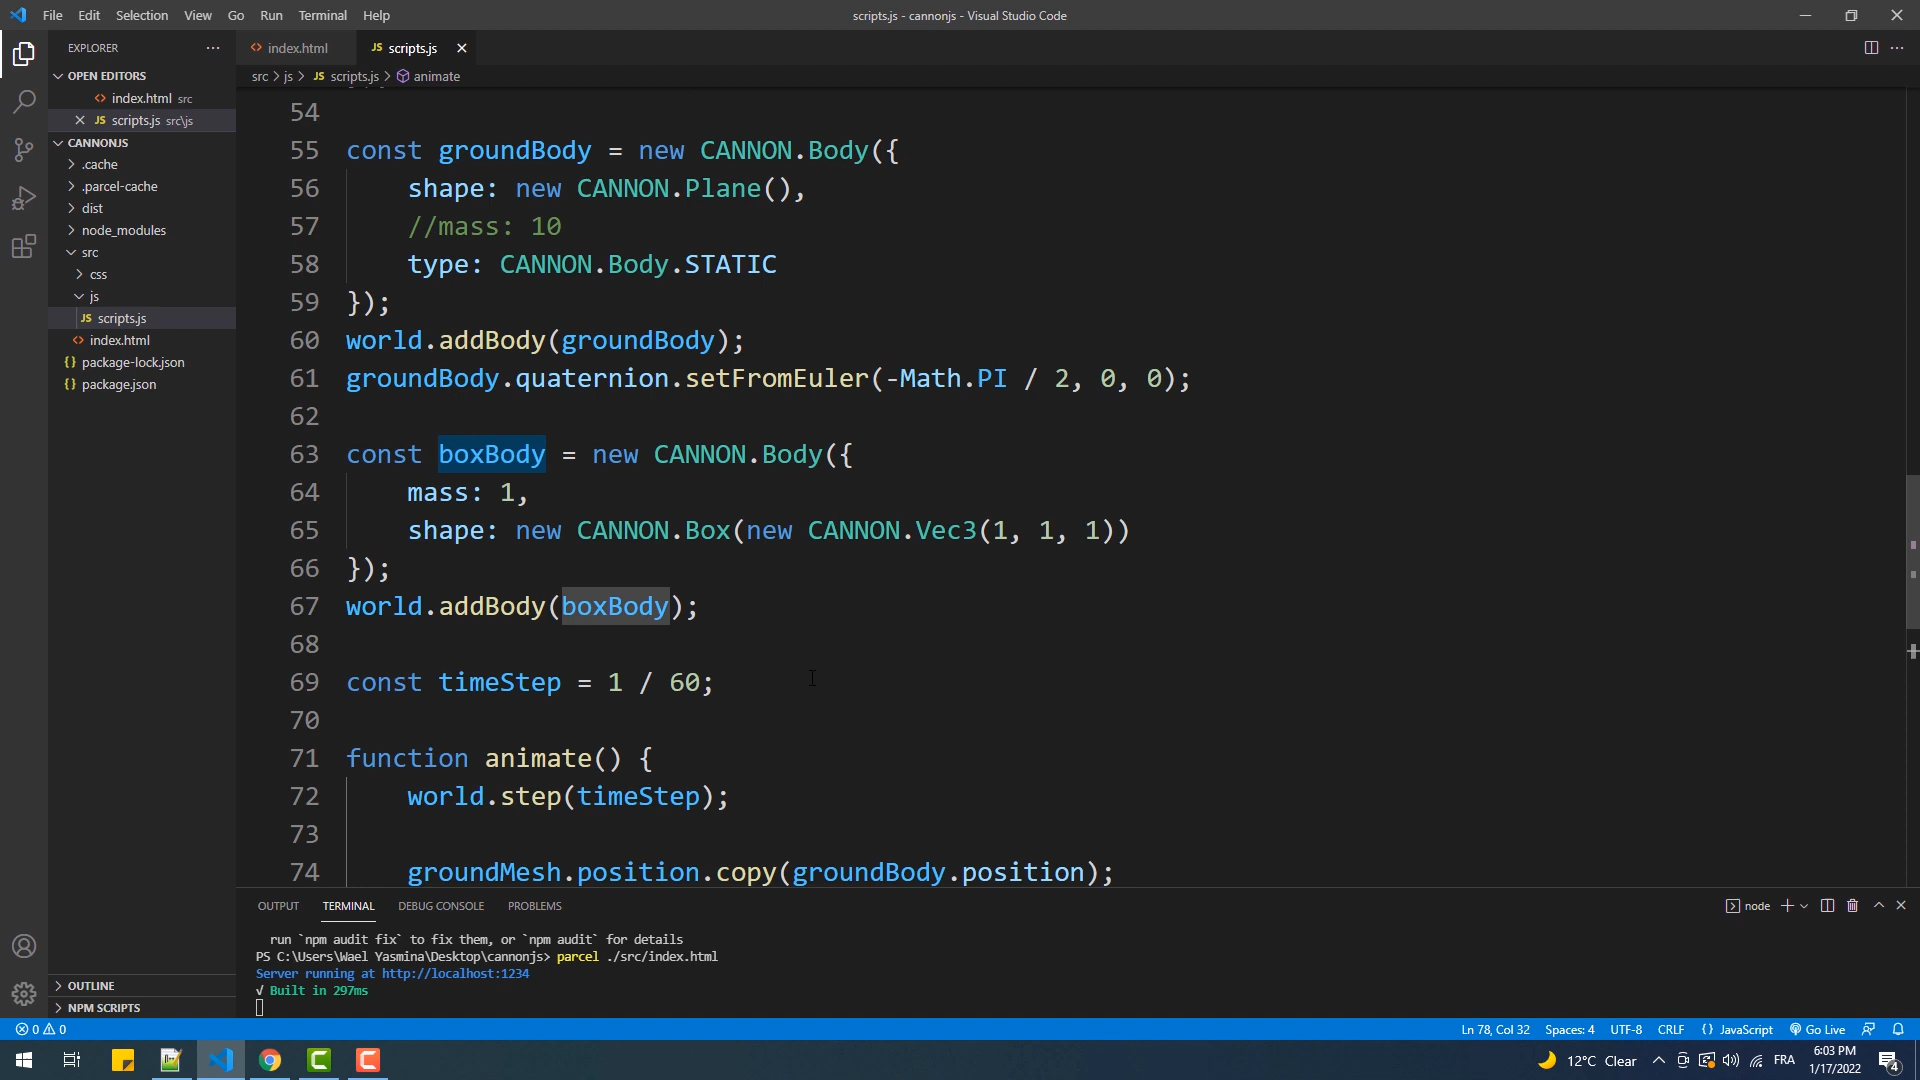 File Edit Selection View Go Run Terminal Help
scripts.js - cannonjs - Visual Studio Code
EXPLORER
OPEN EDITORS
index.html src
JS scripts.js src\js
CANNONJS
.cache
.parcel-cache
dist
node_modules
src
css
js
JS scripts.js
index.html
{} package-lock.json
{} package.json
OUTLINE
NPM SCRIPTS
index.html
JS scripts.js
src > js > JS scripts.js > animate
54
55 const groundBody = new CANNON.Body({
56 shape: new CANNON.Plane(),
57 //mass: 10
58 type: CANNON.Body.STATIC
59 });
60 world.addBody(groundBody);
61 groundBody.quaternion.setFromEuler(-Math.PI / 2, 0, 0);
62
63 const boxBody = new CANNON.Body({
64 mass: 1,
65 shape: new CANNON.Box(new CANNON.Vec3(1, 1, 1))
66 });
67 world.addBody(boxBody);
68
69 const timeStep = 1 / 60;
70
71 function animate() {
72 world.step(timeStep);
73
74 groundMesh.position.copy(groundBody.position);
OUTPUT TERMINAL DEBUG CONSOLE PROBLEMS
node
run `npm audit fix` to fix them, or `npm audit` for details
PS C:\Users\Wael Yasmina\Desktop\cannonjs> parcel ./src/index.html
Server running at http://localhost:1234
√ Built in 297ms
0 0
Ln 78, Col 32 Spaces: 4 UTF-8 CRLF {} JavaScript Go Live
12°C Clear
FRA
6:03 PM
1/17/2022
4